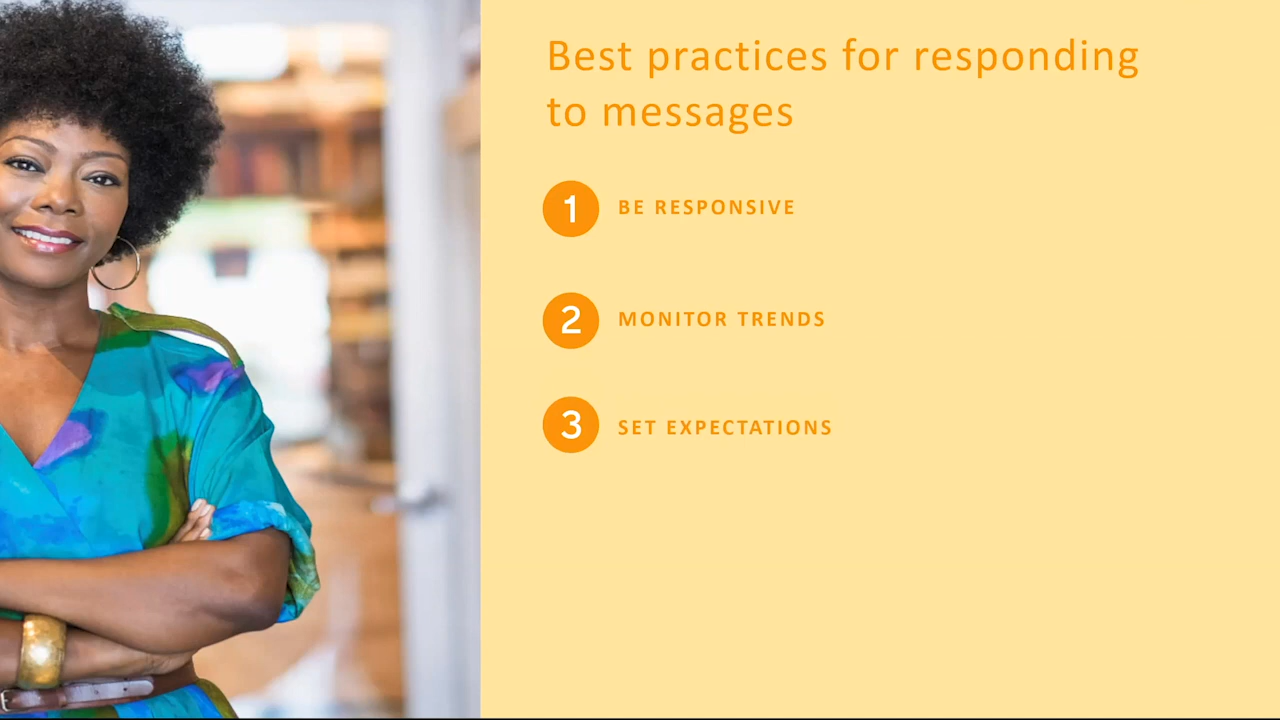 Best practices for responding
to messages
1 BE RESPONSIVE
2 MONITOR TRENDS
3 SET EXPECTATIONS